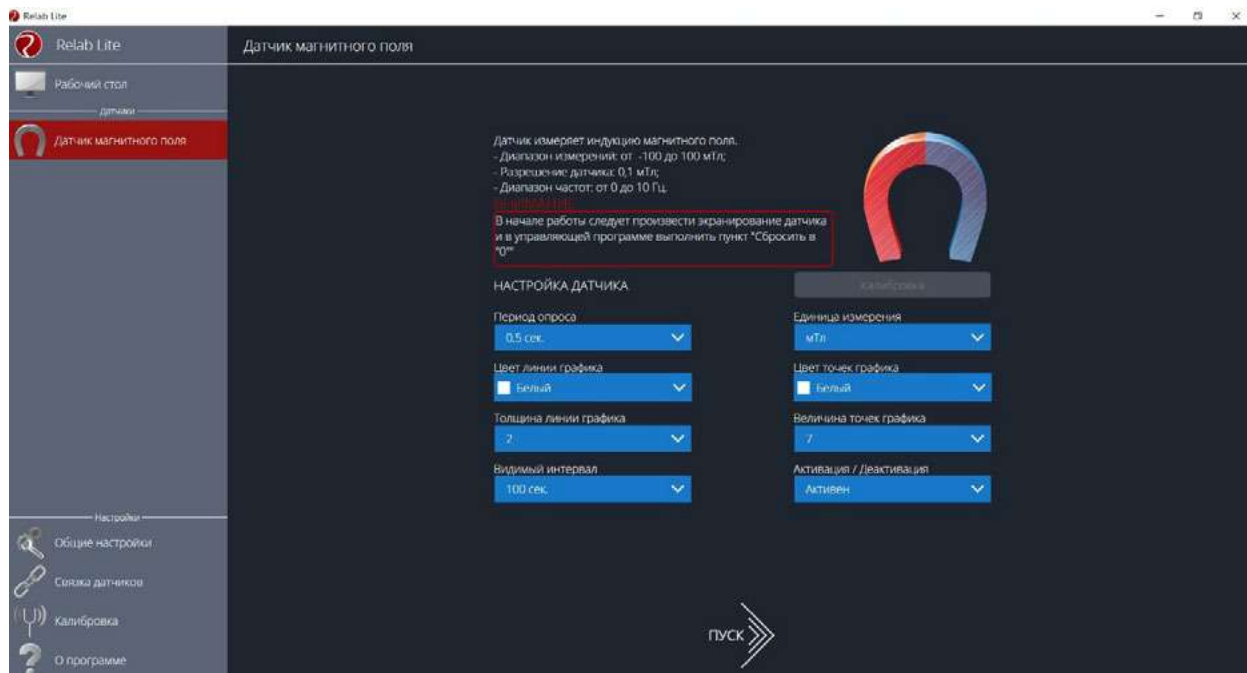 Relab Lite
Relab Lite
Датчик магнитного поля
Рабочий стол
Датчики
Датчик магнитного поля
Датчик измеряет индукцию магнитного поля.
- Диапазон измерений: от -100 до 100 мТл;
- Разрешение датчика: 0,1 мТл;
- Диапазон частот: от 0 до 10 Гц.
В начале работы следует произвести экранирование датчика
и в управляющей программе выполнить пункт "Сбросить в
"0""
НАСТРОЙКА ДАТЧИКА
Калибровка
Период опроса
Единица измерения
0.5 сек.
мТл
Цвет линии графика
Цвет точек графика
Белый
Белый
Толщина линии графика
Величина точек графика
2
7
Видимый интервал
Активация / Деактивация
100 сек.
Активен
Настройки
Общие настройки
Связка датчиков
Калибровка
О программе
ПУСК